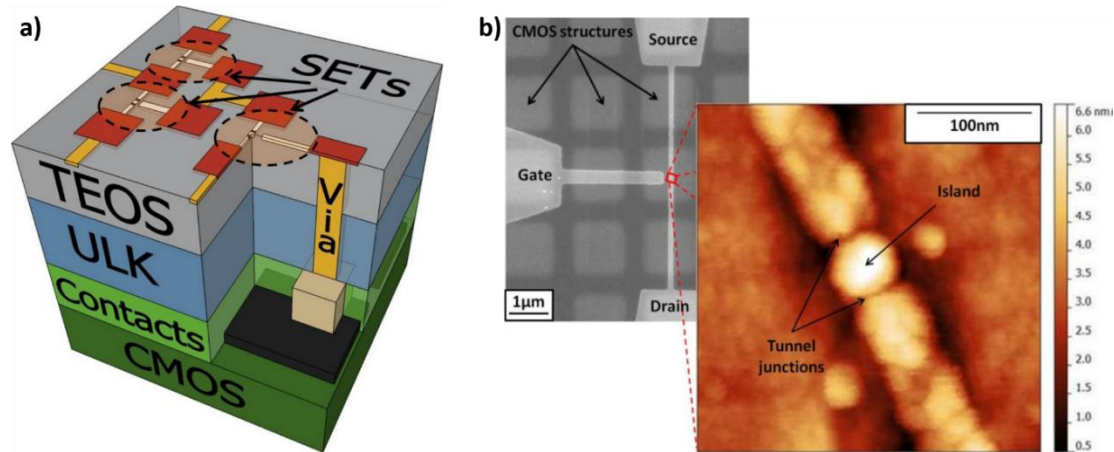 a)
SETs
TEOS
ULK
Contacts
CMOS
Via
b)
CMOS structures
Source
Gate
Drain
1µm
100nm
Island
Tunnel
junctions
6.6 nm
6.0
5.5
5.0
4.5
4.0
3.5
3.0
2.5
2.0
1.5
1.0
0.5